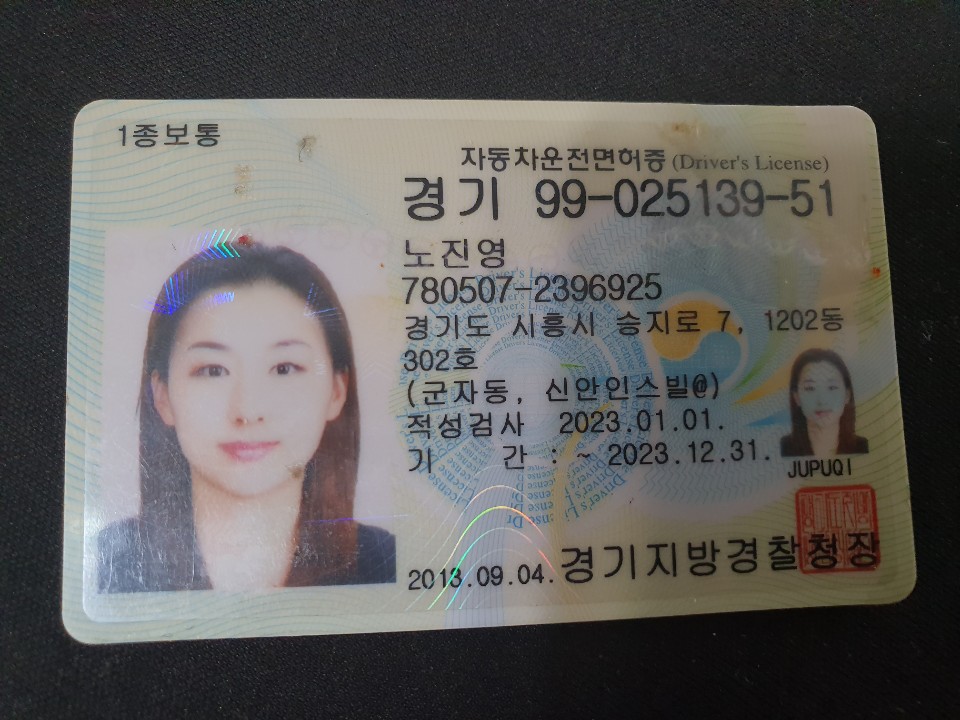 1종보통
자동차운전면허증 (Driver's License)
경기 99-025139-51
노진영
780507-2396925
경기도 시흥시 승지로 7, 1202동
302호
(군자동, 신안인스빌@)
적성검사 2023.01.01.
기 간 : ~ 2023.12.31.
JUPUQI
2013.09.04. 경기지방경찰청장